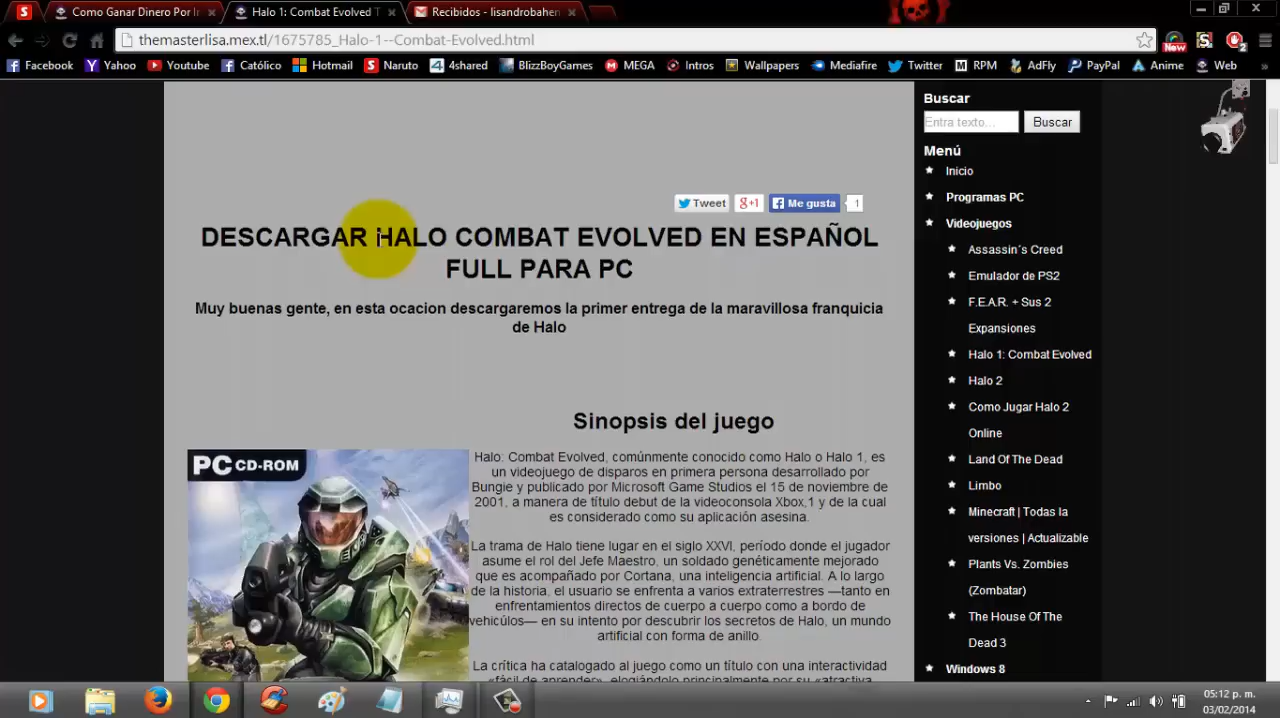 Como Ganar Dinero Por I
Halo 1: Combat Evolved T
Recibidos - lisandrobahen
themasterlisa.mex.tl/1675785_Halo-1--Combat-Evolved.html
New
2
Facebook Yahoo Youtube Católico Hotmail Naruto 4shared BlizzBoyGames MEGA Intros Wallpapers Mediafire Twitter RPM AdFly PayPal Anime Web »
Tweet
g+1
Me gusta
1
DESCARGAR HALO COMBAT EVOLVED EN ESPAÑOL
FULL PARA PC
Muy buenas gente, en esta ocacion descargaremos la primer entrega de la maravillosa franquicia
de Halo
Sinopsis del juego
PC CD-ROM
Halo: Combat Evolved, comúnmente conocido como Halo o Halo 1, es
un videojuego de disparos en primera persona desarrollado por
Bungie y publicado por Microsoft Game Studios el 15 de noviembre de
2001, a manera de título debut de la videoconsola Xbox,1 y de la cual
es considerado como su aplicación asesina.
La trama de Halo tiene lugar en el siglo XXVI, período donde el jugador
asume el rol del Jefe Maestro, un soldado genéticamente mejorado
que es acompañado por Cortana, una inteligencia artificial. A lo largo
de la historia, el usuario se enfrenta a varios extraterrestres —tanto en
enfrentamientos directos de cuerpo a cuerpo como a bordo de
vehículos— en su intento por descubrir los secretos de Halo, un mundo
artificial con forma de anillo.
La crítica ha catalogado al juego como un título con una interactividad
«fácil de aprender», elogiándolo principalmente por su «atractiva
Buscar
Entra texto...
Buscar
Menú
Inicio
Programas PC
Videojuegos
Assassin´s Creed
Emulador de PS2
F.E.A.R. + Sus 2
Expansiones
Halo 1: Combat Evolved
Halo 2
Como Jugar Halo 2
Online
Land Of The Dead
Limbo
Minecraft | Todas la
versiones | Actualizable
Plants Vs. Zombies
(Zombatar)
The House Of The
Dead 3
Windows 8
05:12 p. m.
03/02/2014